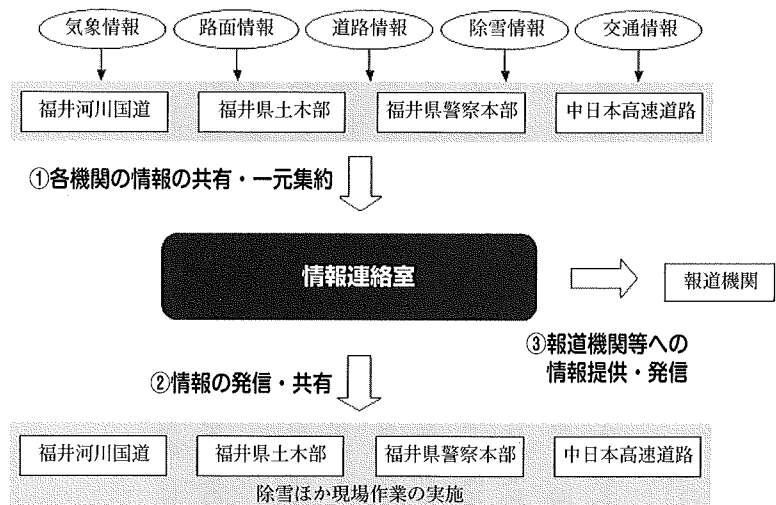 気象情報
路面情報
道路情報
除雪情報
交通情報
福井河川国道
福井県土木部
福井県警察本部
中日本高速道路
①各機関の情報の共有・一元集約
情報連絡室
報道機関
③報道機関等への
情報提供・発信
②情報の発信・共有
福井河川国道
福井県土木部
福井県警察本部
中日本高速道路
除雪ほか現場作業の実施